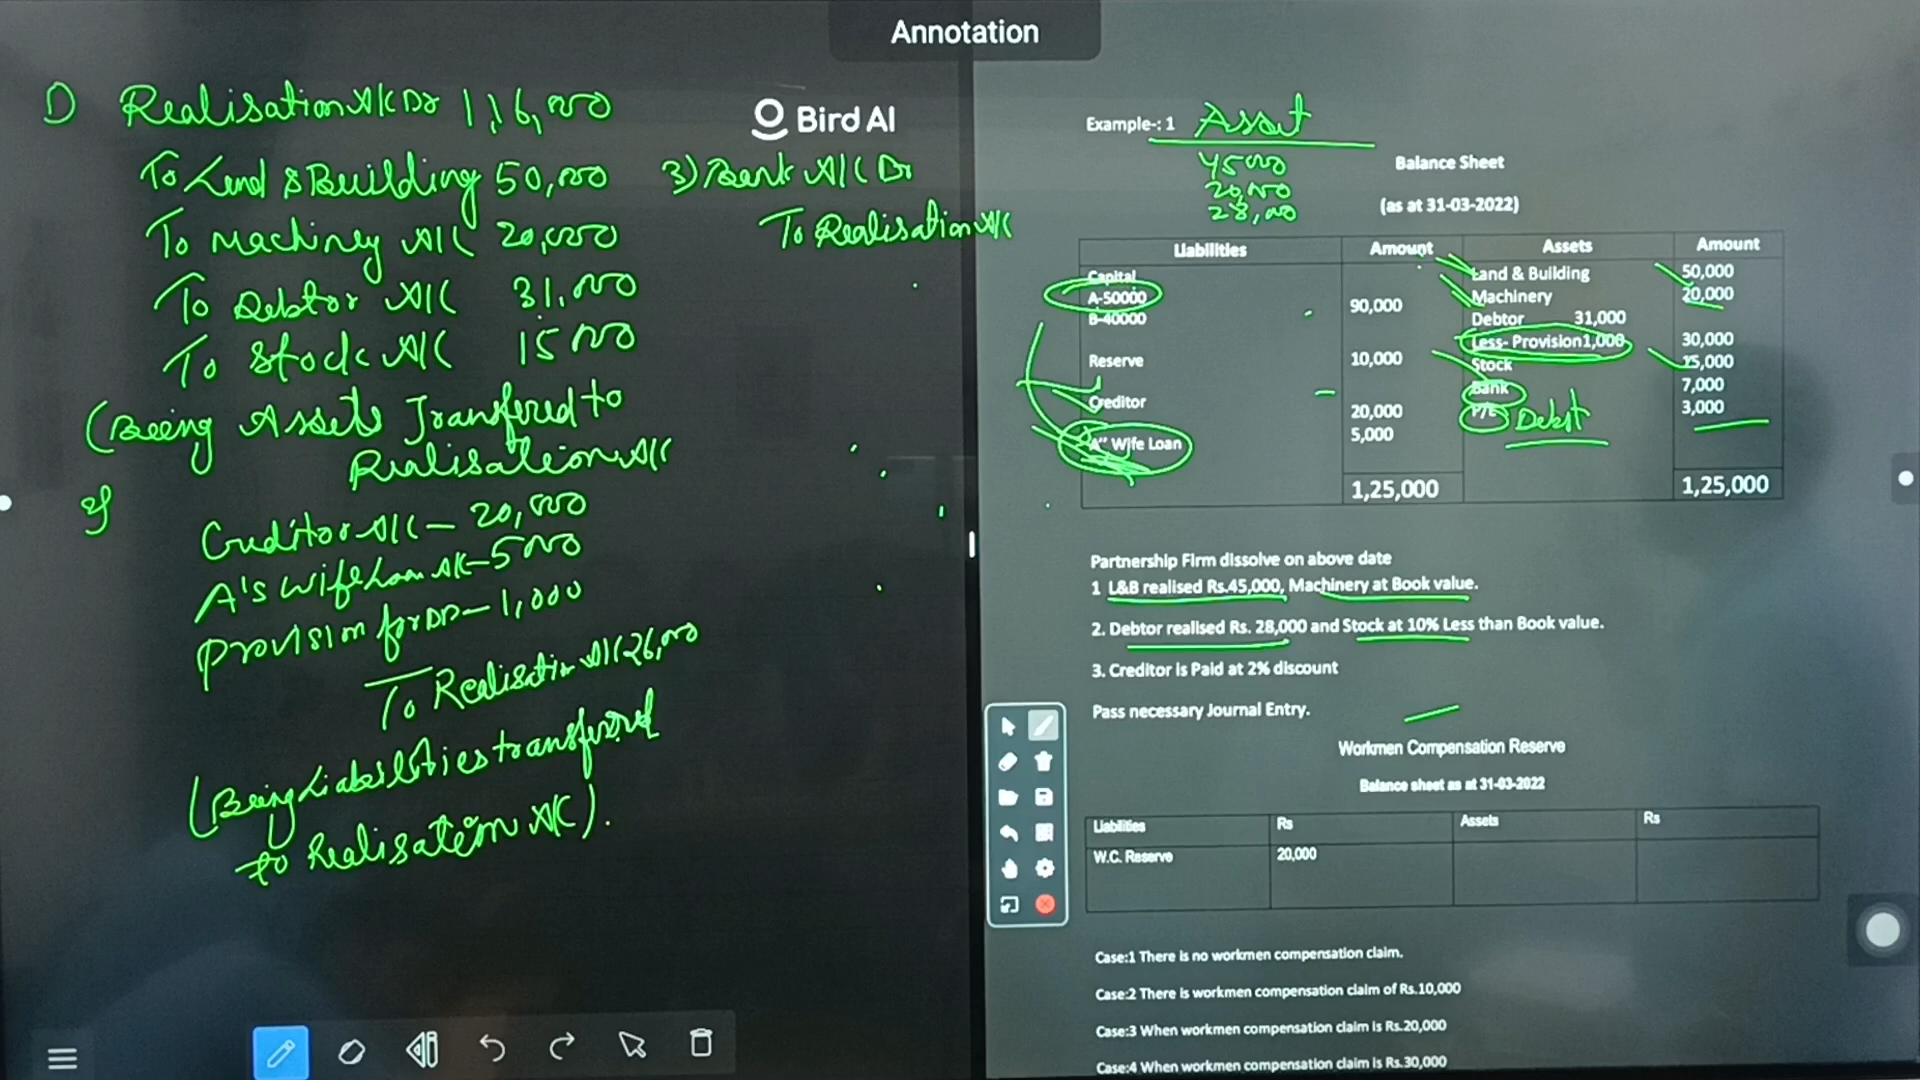 Annotation
1) Realisation A/C Dr 1,16,000
To Land & Building 50,000
To Machiney A/C 20,000
To Debtor A/C 31,000
To Stock A/C 15000
(Being Assets Transfered to
Realisation A/C
Creditor A/C - 20,000
A's wife Loan A/C - 5000
Provision for DD - 1,000
To Realisation A/C 26,000
(Being Liabilities transfered
to Realisation A/C).
Bird AI
3) Bank A/C Dr
To Realisation A/C
Example-: 1 Asset
45000
20,000
28,000
Balance Sheet
(as at 31-03-2022)
Liabilities Amount Assets Amount
Capital Land & Building 50,000
A-50000 90,000 Machinery 20,000
B-40000 Debtor 31,000
Less- Provision1,000 30,000
Reserve 10,000 Stock 15,000
Bank 7,000
Creditor 20,000 P/L Debit 3,000
A'' Wife Loan 5,000
1,25,000 1,25,000
Partnership Firm dissolve on above date
1 L&B realised Rs.45,000, Machinery at Book value.
2. Debtor realised Rs. 28,000 and Stock at 10% Less than Book value.
3. Creditor is Paid at 2% discount
Pass necessary Journal Entry.
Workmen Compensation Reserve
Balance sheet as at 31-03-2022
Liabilities Rs Assets Rs
W.C. Reserve 20,000
Case:1 There is no workmen compensation claim.
Case:2 There is workmen compensation claim of Rs.10,000
Case:3 When workmen compensation claim is Rs.20,000
Case:4 When workmen compensation claim is Rs.30,000